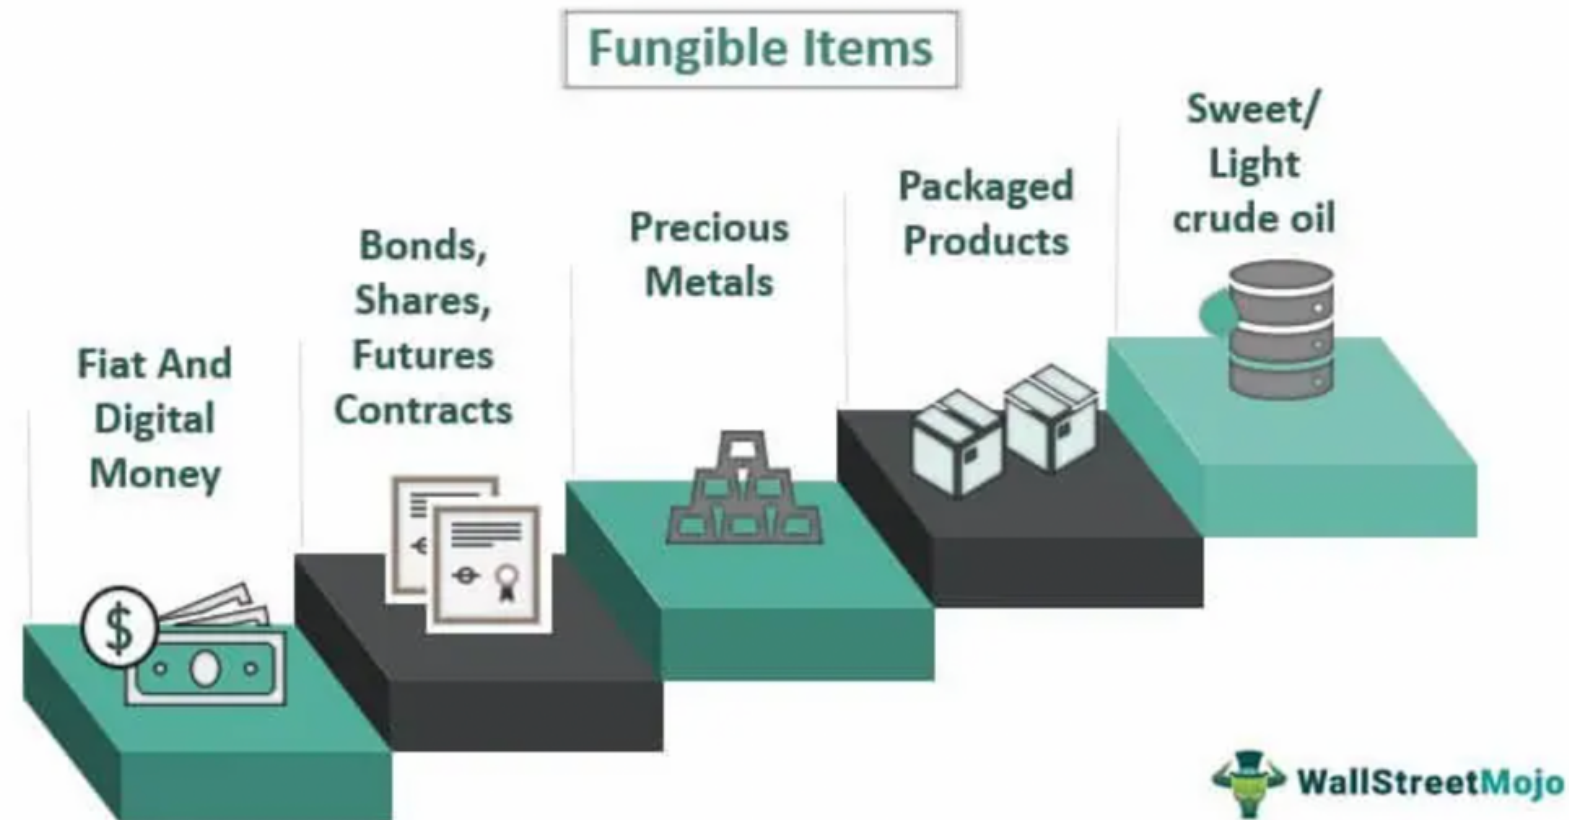 Fungible Items
Fiat And
Digital
Money
Bonds,
Shares,
Futures
Contracts
Precious
Metals
Packaged
Products
Sweet/
Light
crude oil
$
WallStreetMojo